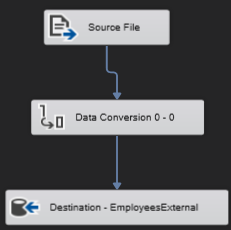 Source File
Data Conversion 0 - 0
Destination - EmployeesExternal